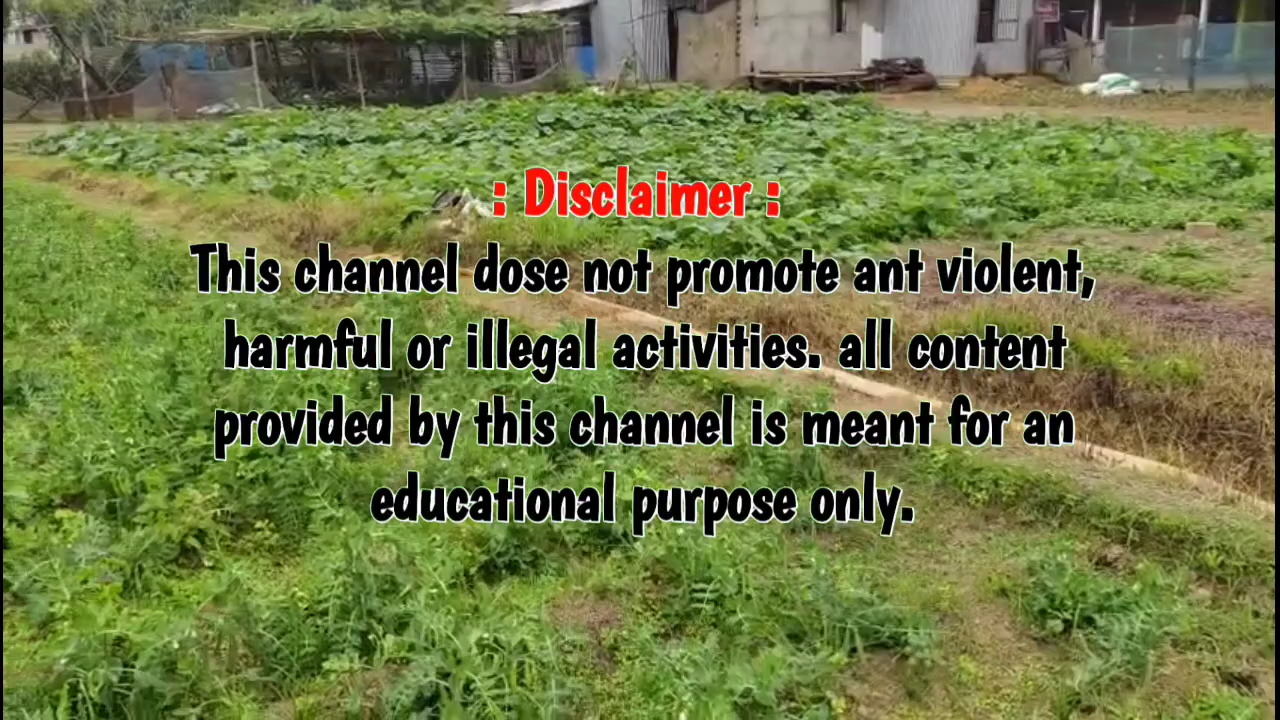 : Disclaimer :
This channel dose not promote ant violent,
harmful or illegal activities. all content
provided by this channel is meant for an
educational purpose only.